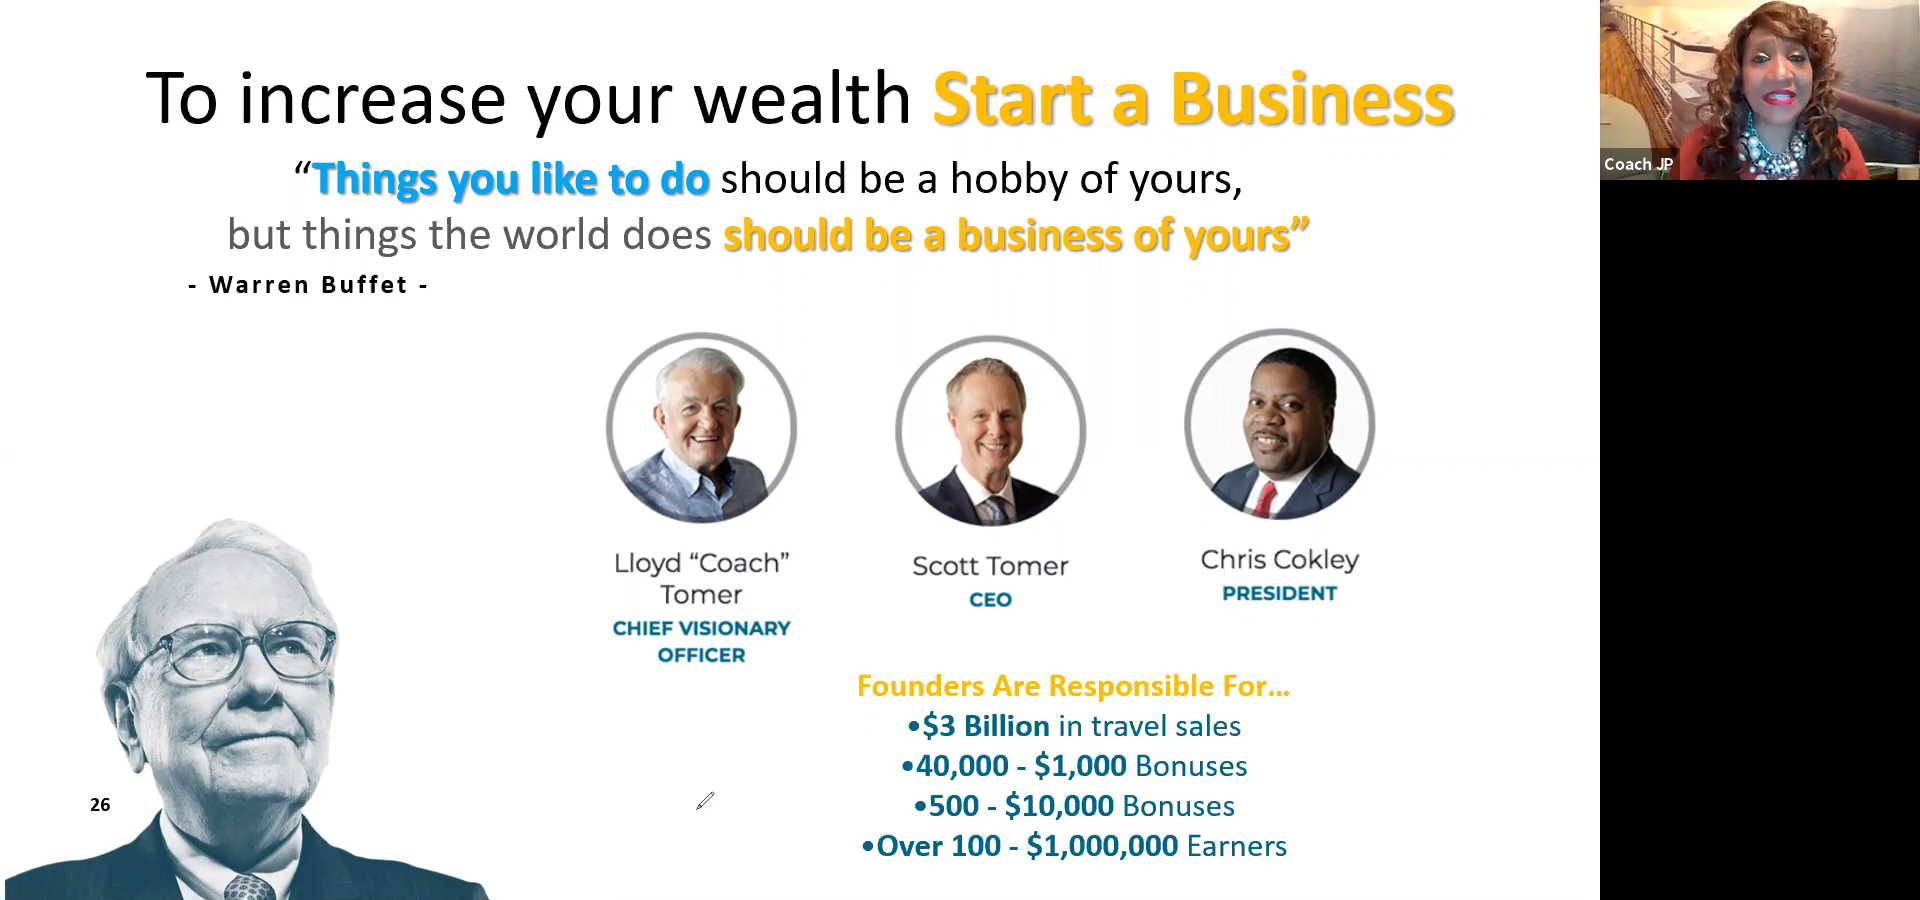 To increase your wealth Start a Business
“Things you like to do should be a hobby of yours,
but things the world does should be a business of yours”
- Warren Buffet -
Lloyd “Coach”
Tomer
CHIEF VISIONARY
OFFICER
Scott Tomer
CEO
Chris Cokley
PRESIDENT
Founders Are Responsible For...
•$3 Billion in travel sales
•40,000 - $1,000 Bonuses
•500 - $10,000 Bonuses
•Over 100 - $1,000,000 Earners
26
Coach JP